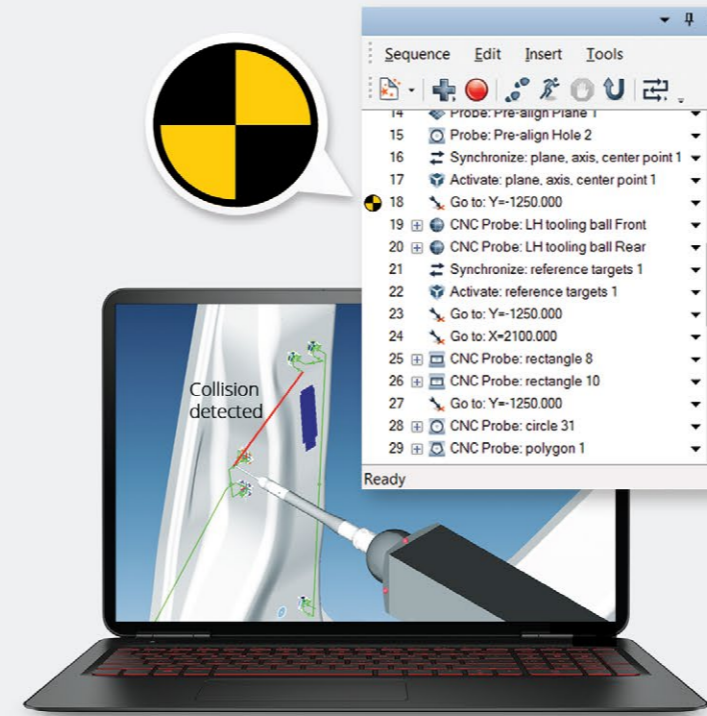 Sequence Edit Insert Tools
14 Probe: Pre-align Plane 1
15 Probe: Pre-align Hole 2
16 Synchronize: plane, axis, center point 1
17 Activate: plane, axis, center point 1
18 Go to: Y=-1250.000
19 CNC Probe: LH tooling ball Front
20 CNC Probe: LH tooling ball Rear
21 Synchronize: reference targets 1
22 Activate: reference targets 1
23 Go to: Y=-1250.000
24 Go to: X=2100.000
25 CNC Probe: rectangle 8
26 CNC Probe: rectangle 10
27 Go to: Y=-1250.000
28 CNC Probe: circle 31
29 CNC Probe: polygon 1
Ready
Collision
detected